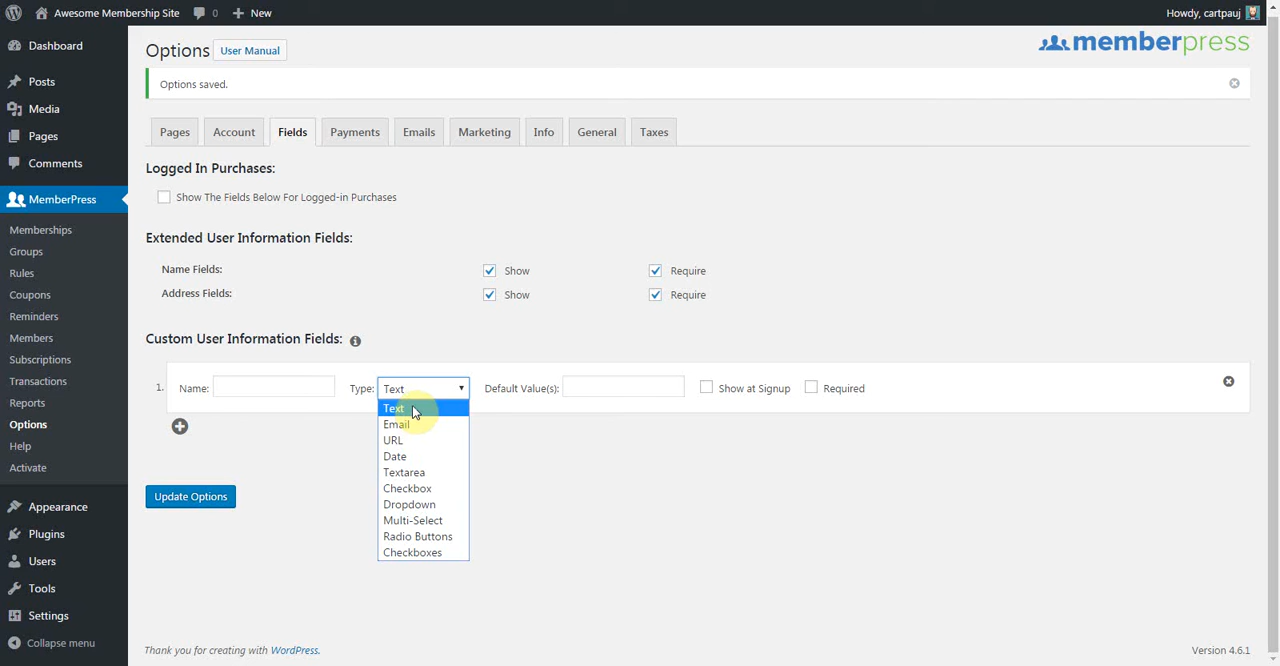 Awesome Membership Site 0 New Howdy, cartpauj
Dashboard
Posts
Media
Pages
Comments
MemberPress
Memberships
Groups
Rules
Coupons
Reminders
Members
Subscriptions
Transactions
Reports
Options
Help
Activate
Appearance
Plugins
Users
Tools
Settings
Collapse menu
Options User Manual
memberpress
Options saved.
Pages Account Fields Payments Emails Marketing Info General Taxes
Logged In Purchases:
Show The Fields Below For Logged-in Purchases
Extended User Information Fields:
Name Fields: Show Require
Address Fields: Show Require
Custom User Information Fields:
1. Name: Type: Text Default Value(s): Show at Signup Required
Text
Email
URL
Date
Textarea
Checkbox
Dropdown
Multi-Select
Radio Buttons
Checkboxes
Update Options
Thank you for creating with WordPress. Version 4.6.1